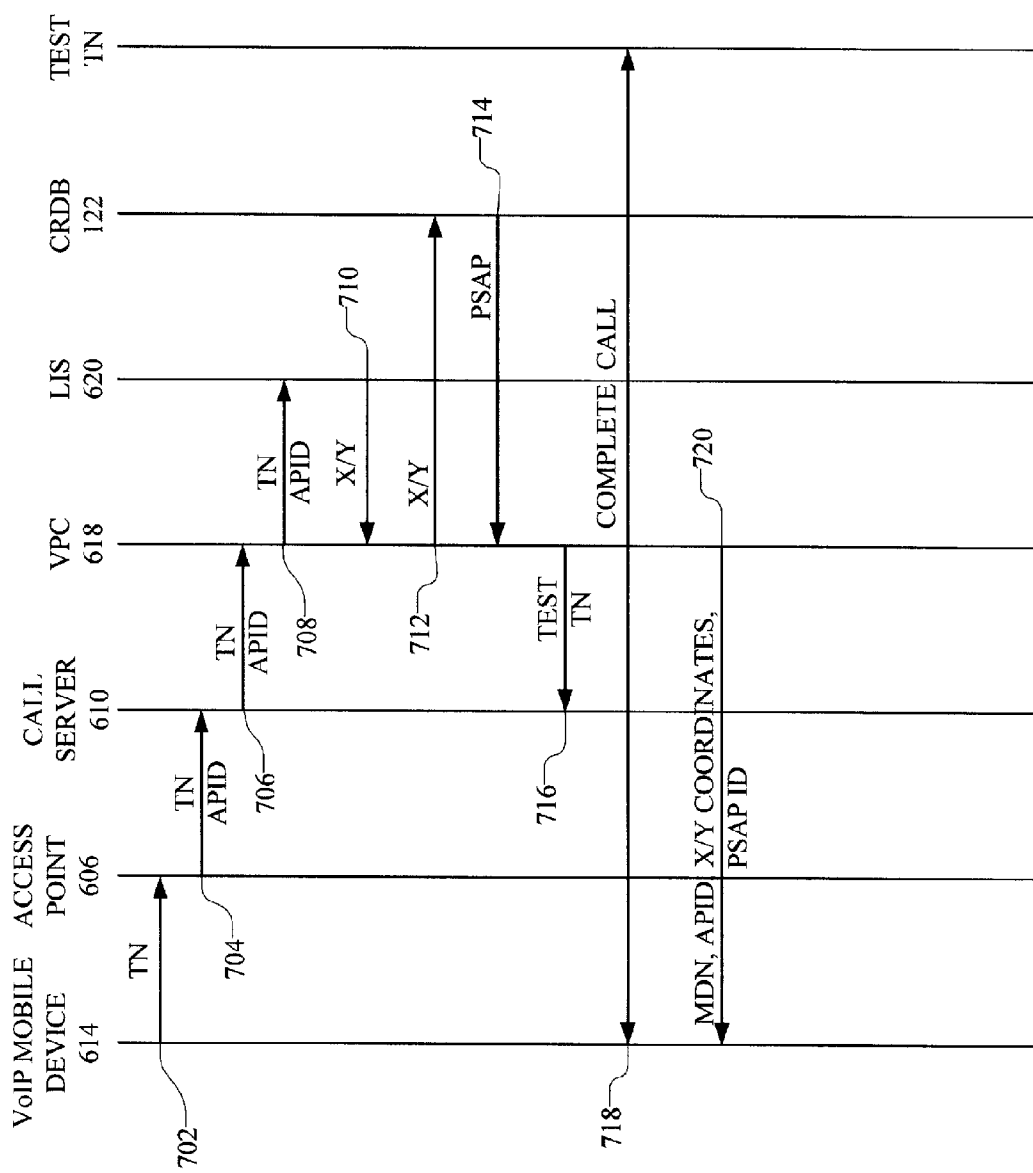 VoIP MOBILE
DEVICE
614
ACCESS
POINT
606
CALL
SERVER
610
VPC
618
LIS
620
CRDB
122
TEST
TN
TN
702
TN
APID
704
TN
APID
706
TN
APID
708
X/Y
710
X/Y
712
PSAP
714
TEST
TN
716
COMPLETE CALL
718
MDN, APID, X/Y COORDINATES,
PSAP ID
720